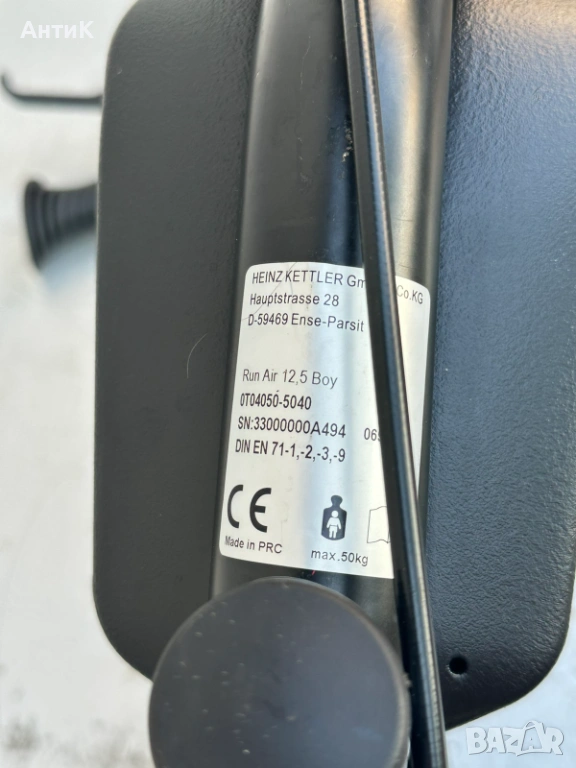 АнтиК
HEINZ KETTLER Gm Co.KG
Hauptstrasse 28
D-59469 Ense-Parsit
Run Air 12,5 Boy
0T04050-5040
SN:33000000A494 06
DIN EN 71-1,-2,-3,-9
CE
Made in PRC
max.50kg
BAZAR